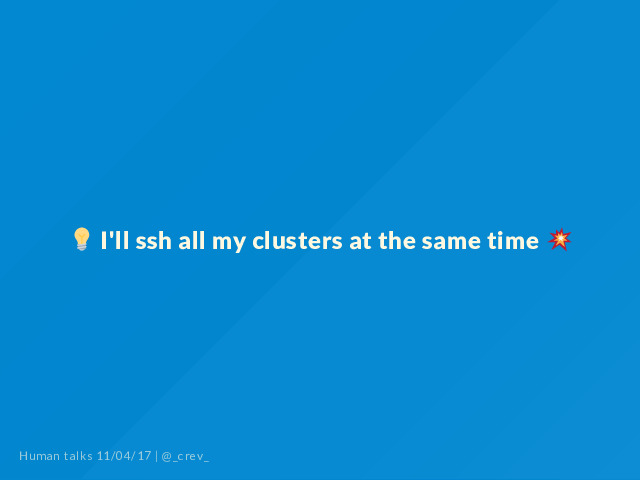 💡 I'll ssh all my clusters at the same time 💥
Human talks 11/04/17 | @_crev_